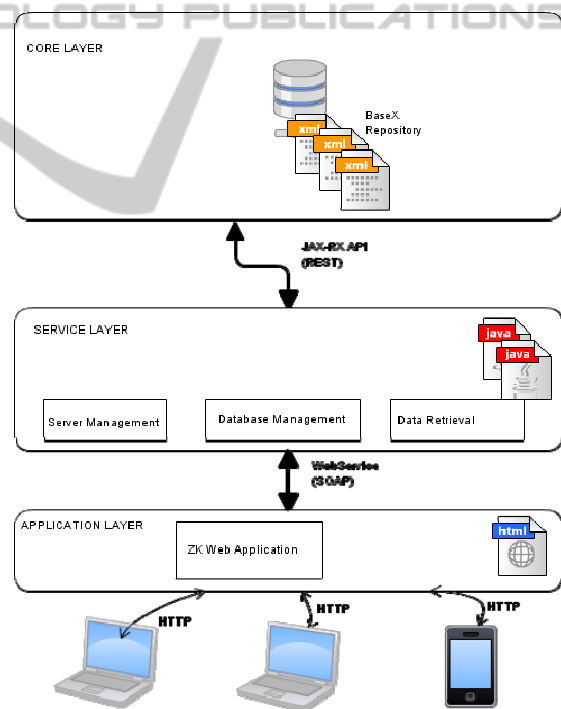 OLOGY PUBLICATIONS
CORE LAYER
BaseX
Repository
xml
xml
xml
JAX-RX API
(REST)
SERVICE LAYER
java
java
Server Management
Database Management
Data Retrieval
WebService
(SOAP)
APPLICATION LAYER
ZK Web Application
html
HTTP
HTTP
HTTP